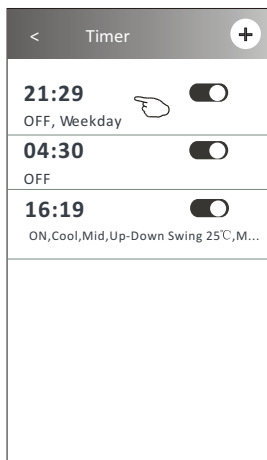 < Timer +
21:29
OFF, Weekday
04:30
OFF
16:19
ON,Cool,Mid,Up-Down Swing 25℃,M...